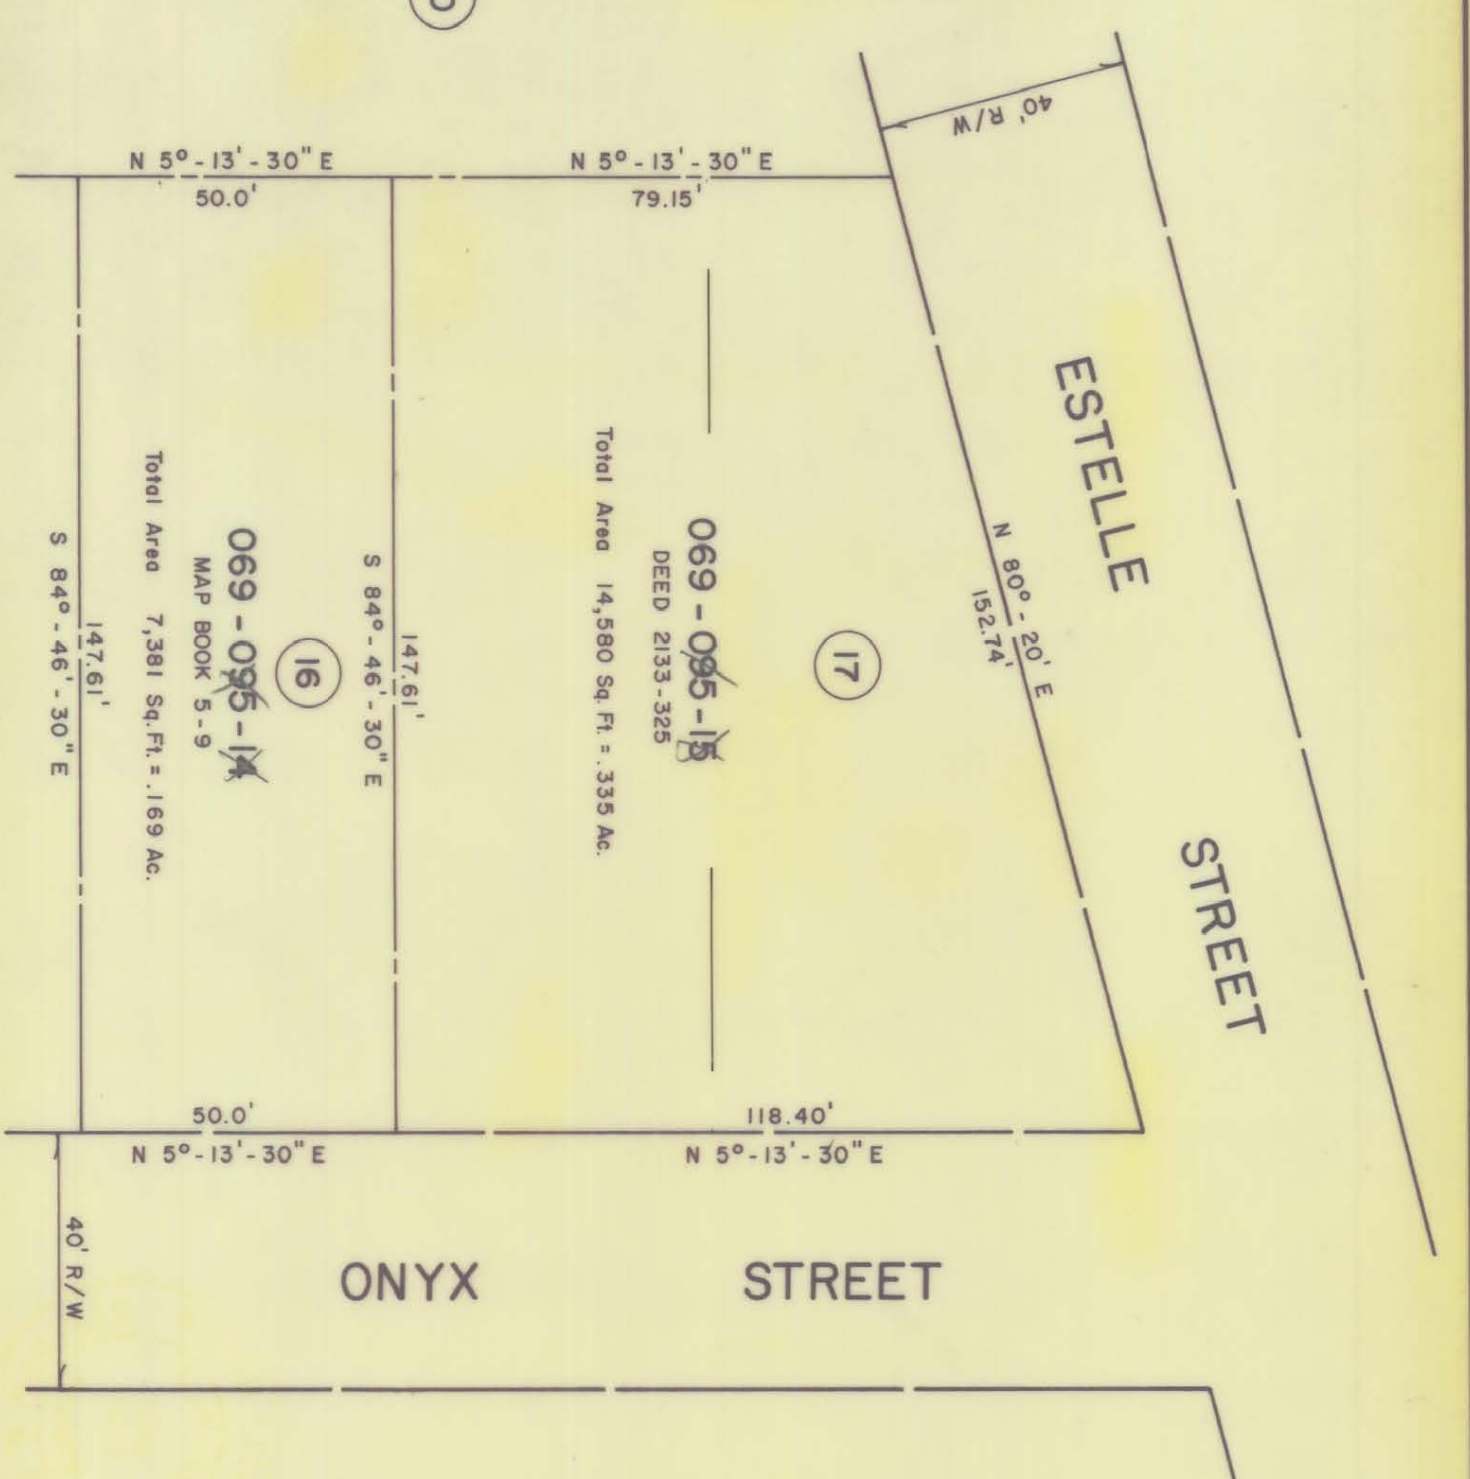 40' R/W
N 5° - 13' - 30" E
50.0'
N 5° - 13' - 30" E
79.15'
ESTELLE STREET
N 80° - 20' E
152.74'
17
069 - 095 - 15
DEED 2133-325
Total Area 14,580 Sq. Ft. = .335 Ac.
147.61'
S 84° - 46' - 30" E
16
069 - 095 - 14
MAP BOOK 5-9
Total Area 7,381 Sq. Ft. = .169 Ac.
147.61'
S 84° - 46' - 30" E
50.0'
N 5° - 13' - 30" E
118.40'
N 5° - 13' - 30" E
40' R/W
ONYX STREET